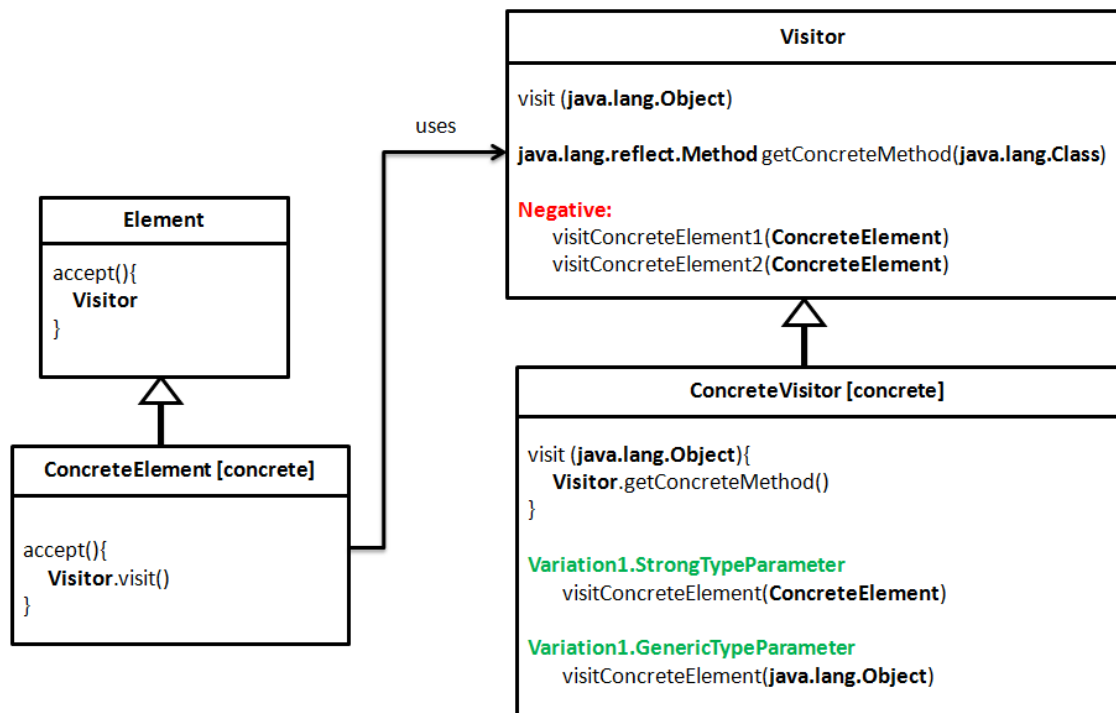 Visitor
visit (java.lang.Object)
java.lang.reflect.Method getConcreteMethod(java.lang.Class)
Negative:
visitConcreteElement1(ConcreteElement)
visitConcreteElement2(ConcreteElement)
uses
Element
accept(){
Visitor
}
ConcreteElement [concrete]
accept(){
Visitor.visit()
}
ConcreteVisitor [concrete]
visit (java.lang.Object){
Visitor.getConcreteMethod()
}
Variation1.StrongTypeParameter
visitConcreteElement(ConcreteElement)
Variation1.GenericTypeParameter
visitConcreteElement(java.lang.Object)